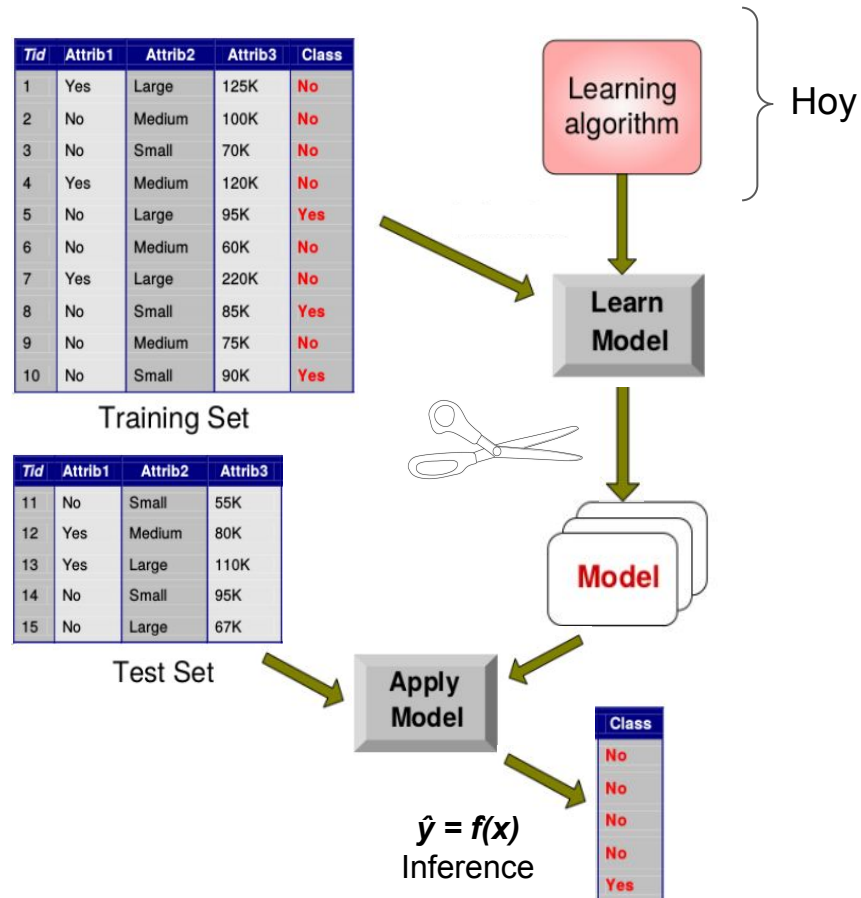 Tid Attrib1 Attrib2 Attrib3 Class
1 Yes Large 125K No
2 No Medium 100K No
3 No Small 70K No
4 Yes Medium 120K No
5 No Large 95K Yes
6 No Medium 60K No
7 Yes Large 220K No
8 No Small 85K Yes
9 No Medium 75K No
10 No Small 90K Yes
Training Set
Learning
algorithm
Hoy
Learn
Model
Model
Tid Attrib1 Attrib2 Attrib3
11 No Small 55K
12 Yes Medium 80K
13 Yes Large 110K
14 No Small 95K
15 No Large 67K
Test Set
Apply
Model
ŷ = f(x)
Inference
Class
No
No
No
No
Yes